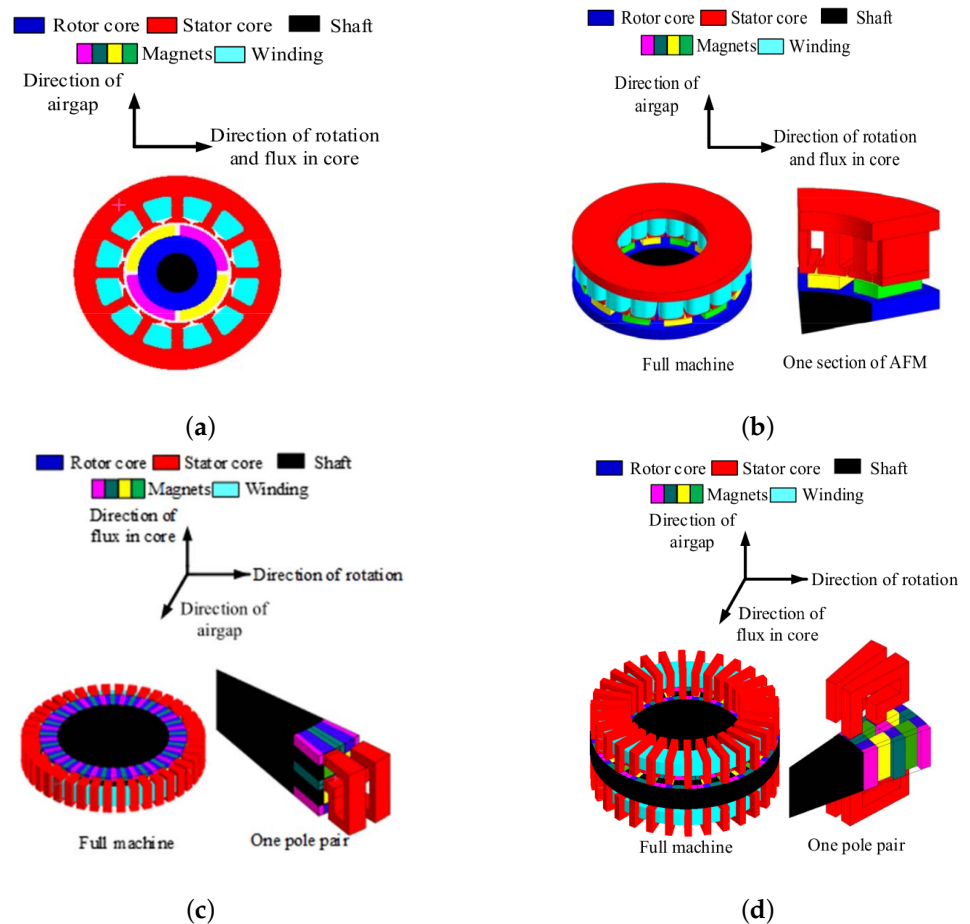 Rotor core Stator core Shaft
Magnets Winding
Direction of
airgap
Direction of rotation
and flux in core
(a)
Rotor core Stator core Shaft
Magnets Winding
Direction of
airgap
Direction of rotation
and flux in core
Full machine
One section of AFM
(b)
Rotor core Stator core Shaft
Magnets Winding
Direction of
flux in core
Direction of rotation
Direction of
airgap
Full machine
One pole pair
(c)
Rotor core Stator core Shaft
Magnets Winding
Direction of
airgap
Direction of rotation
Direction of
flux in core
Full machine
One pole pair
(d)